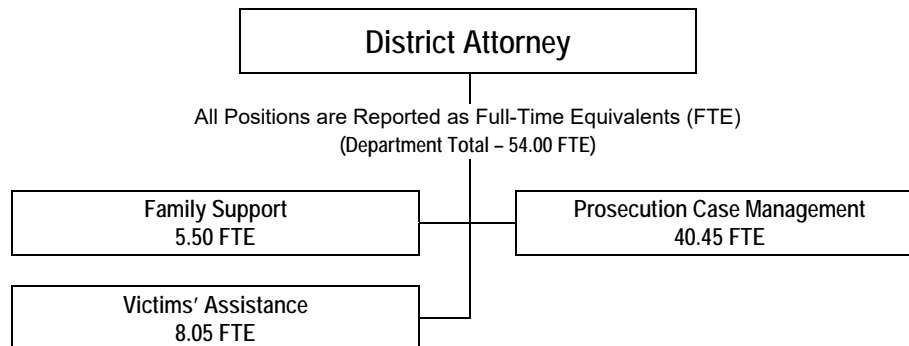 District Attorney
All Positions are Reported as Full-Time Equivalents (FTE)
(Department Total – 54.00 FTE)
Family Support
5.50 FTE
Prosecution Case Management
40.45 FTE
Victims’ Assistance
8.05 FTE